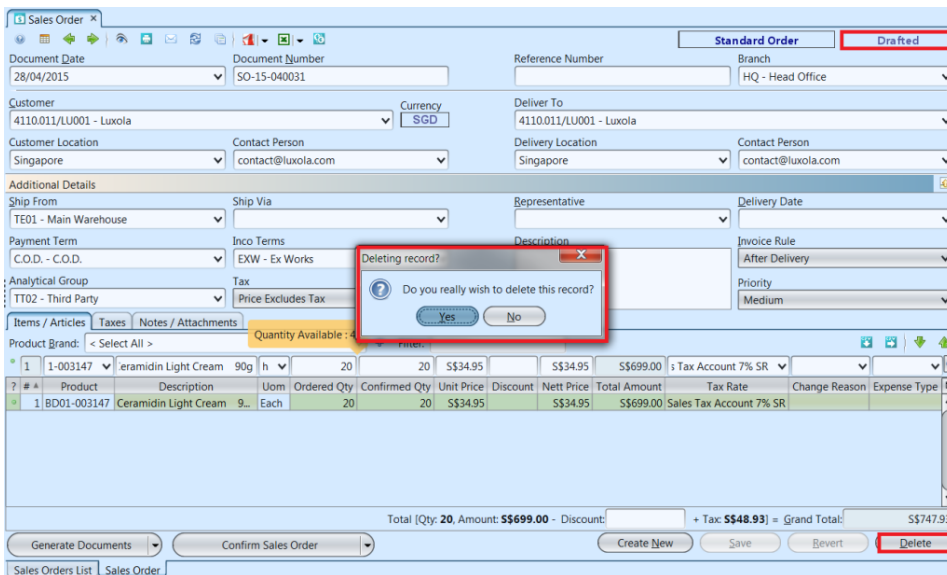 Sales Order ×
Standard Order
Drafted
Document Date
Document Number
Reference Number
Branch
28/04/2015
SO-15-040031
HQ - Head Office
Customer
Currency
Deliver To
4110.011/LU001 - Luxola
SGD
4110.011/LU001 - Luxola
Customer Location
Contact Person
Delivery Location
Contact Person
Singapore
contact@luxola.com
Singapore
contact@luxola.com
Additional Details
Ship From
Ship Via
Representative
Delivery Date
TE01 - Main Warehouse
Payment Term
Inco Terms
Description
Invoice Rule
C.O.D. - C.O.D.
EXW - Ex Works
After Delivery
Deleting record?
Do you really wish to delete this record?
Yes
No
Analytical Group
Tax
Priority
TT02 - Third Party
Price Excludes Tax
Medium
Items / Articles
Taxes
Notes / Attachments
Quantity Available : 4
Product Brand:
< Select All >
Filter:
1
1-003147
Ceramidin Light Cream 90g
h
20
20
S$34.95
S$34.95
S$699.00
s Tax Account 7% SR
? # Product Description Uom Ordered Qty Confirmed Qty Unit Price Discount Nett Price Total Amount Tax Rate Change Reason Expense Type
1 BD01-003147 Ceramidin Light Cream 9... Each 20 20 S$34.95 S$34.95 S$699.00 Sales Tax Account 7% SR
Total [Qty: 20, Amount: S$699.00 - Discount:
+ Tax: S$48.93] = Grand Total:
S$747.93
Generate Documents
Confirm Sales Order
Create New
Save
Revert
Delete
Sales Orders List
Sales Order